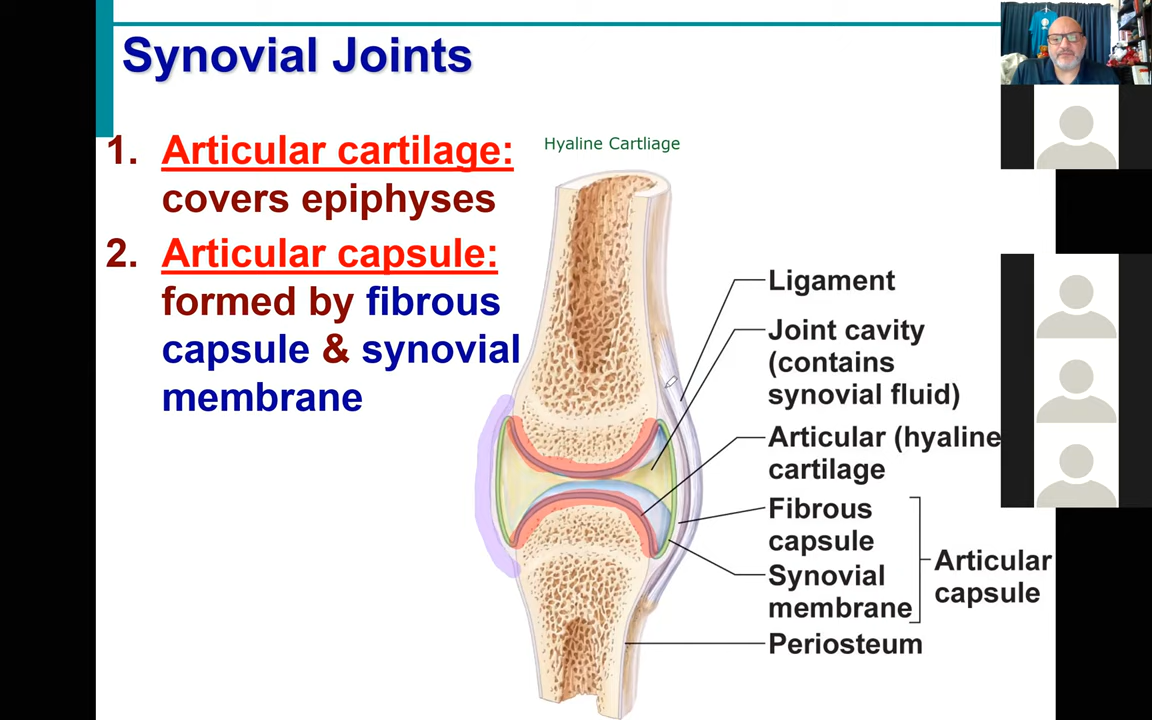 Synovial Joints
1. Articular cartilage:
covers epiphyses
2. Articular capsule:
formed by fibrous
capsule & synovial
membrane
Hyaline Cartliage
Ligament
Joint cavity
(contains
synovial fluid)
Articular (hyaline
cartilage
Fibrous
capsule
Synovial
membrane
Articular
capsule
Periosteum